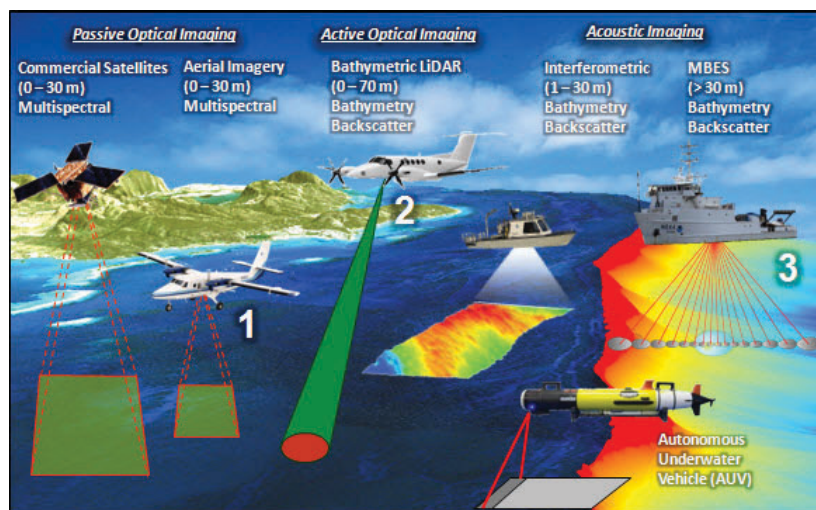 Passive Optical Imaging
Commercial Satellites
(0 – 30 m)
Multispectral
Aerial Imagery
(0 – 30 m)
Multispectral
Active Optical Imaging
Bathymetric LiDAR
(0 – 70 m)
Bathymetry
Backscatter
Acoustic Imaging
Interferometric
(1 – 30 m)
Bathymetry
Backscatter
MBES
(> 30 m)
Bathymetry
Backscatter
1
2
3
Autonomous
Underwater
Vehicle (AUV)